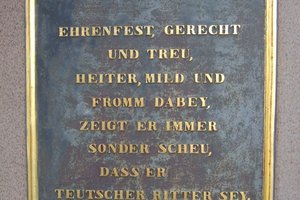 EHRENFEST, GERECHT
UND TREU,
HEITER, MILD UND
FROMM DABEY,
ZEIGT ER IMMER
SONDER SCHEU,
DASS ER
TEUTSCHER RITTER SEY.